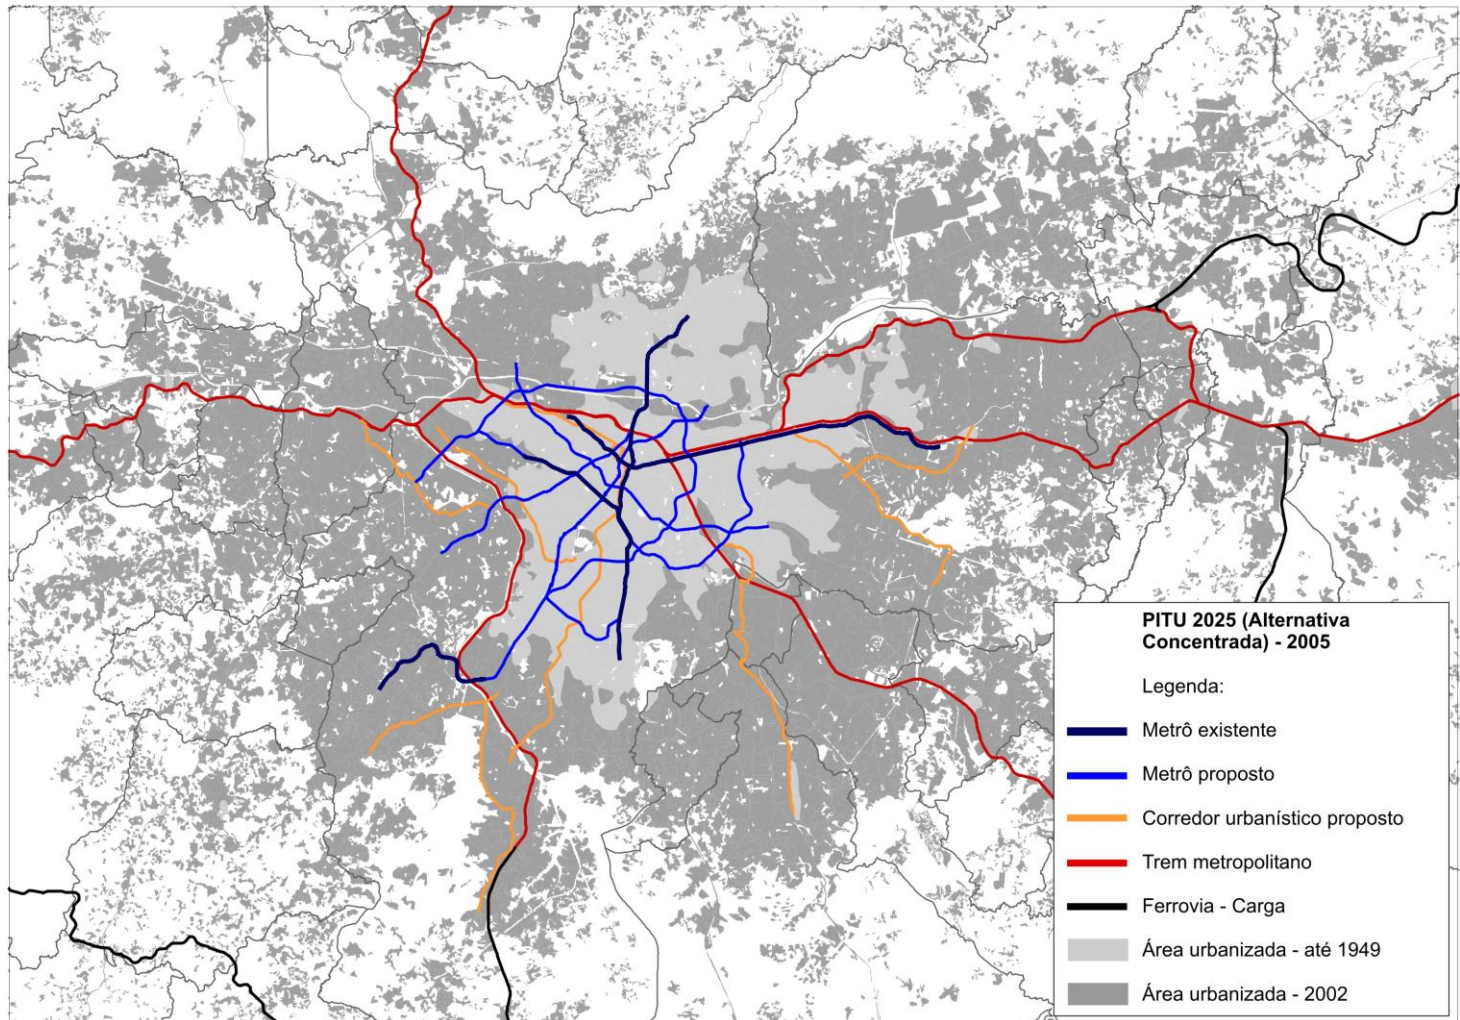 PITU 2025 (Alternativa
Concentrada) - 2005
Legenda:
Metrô existente
Metrô proposto
Corredor urbanístico proposto
Trem metropolitano
Ferrovia - Carga
Área urbanizada - até 1949
Área urbanizada - 2002